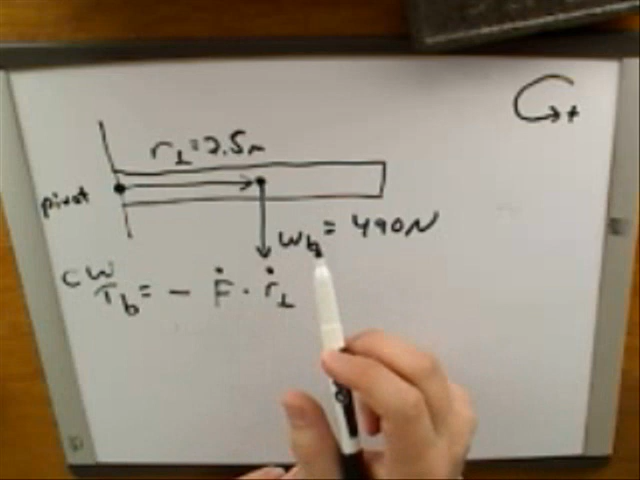 +
r⊥=2.5m
pivot
Wb = 490N
CW
τb = - F · r⊥